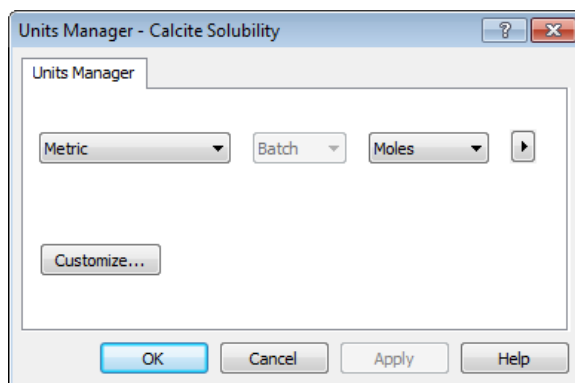 Units Manager - Calcite Solubility
Units Manager
Metric Batch Moles
Customize...
OK Cancel Apply Help